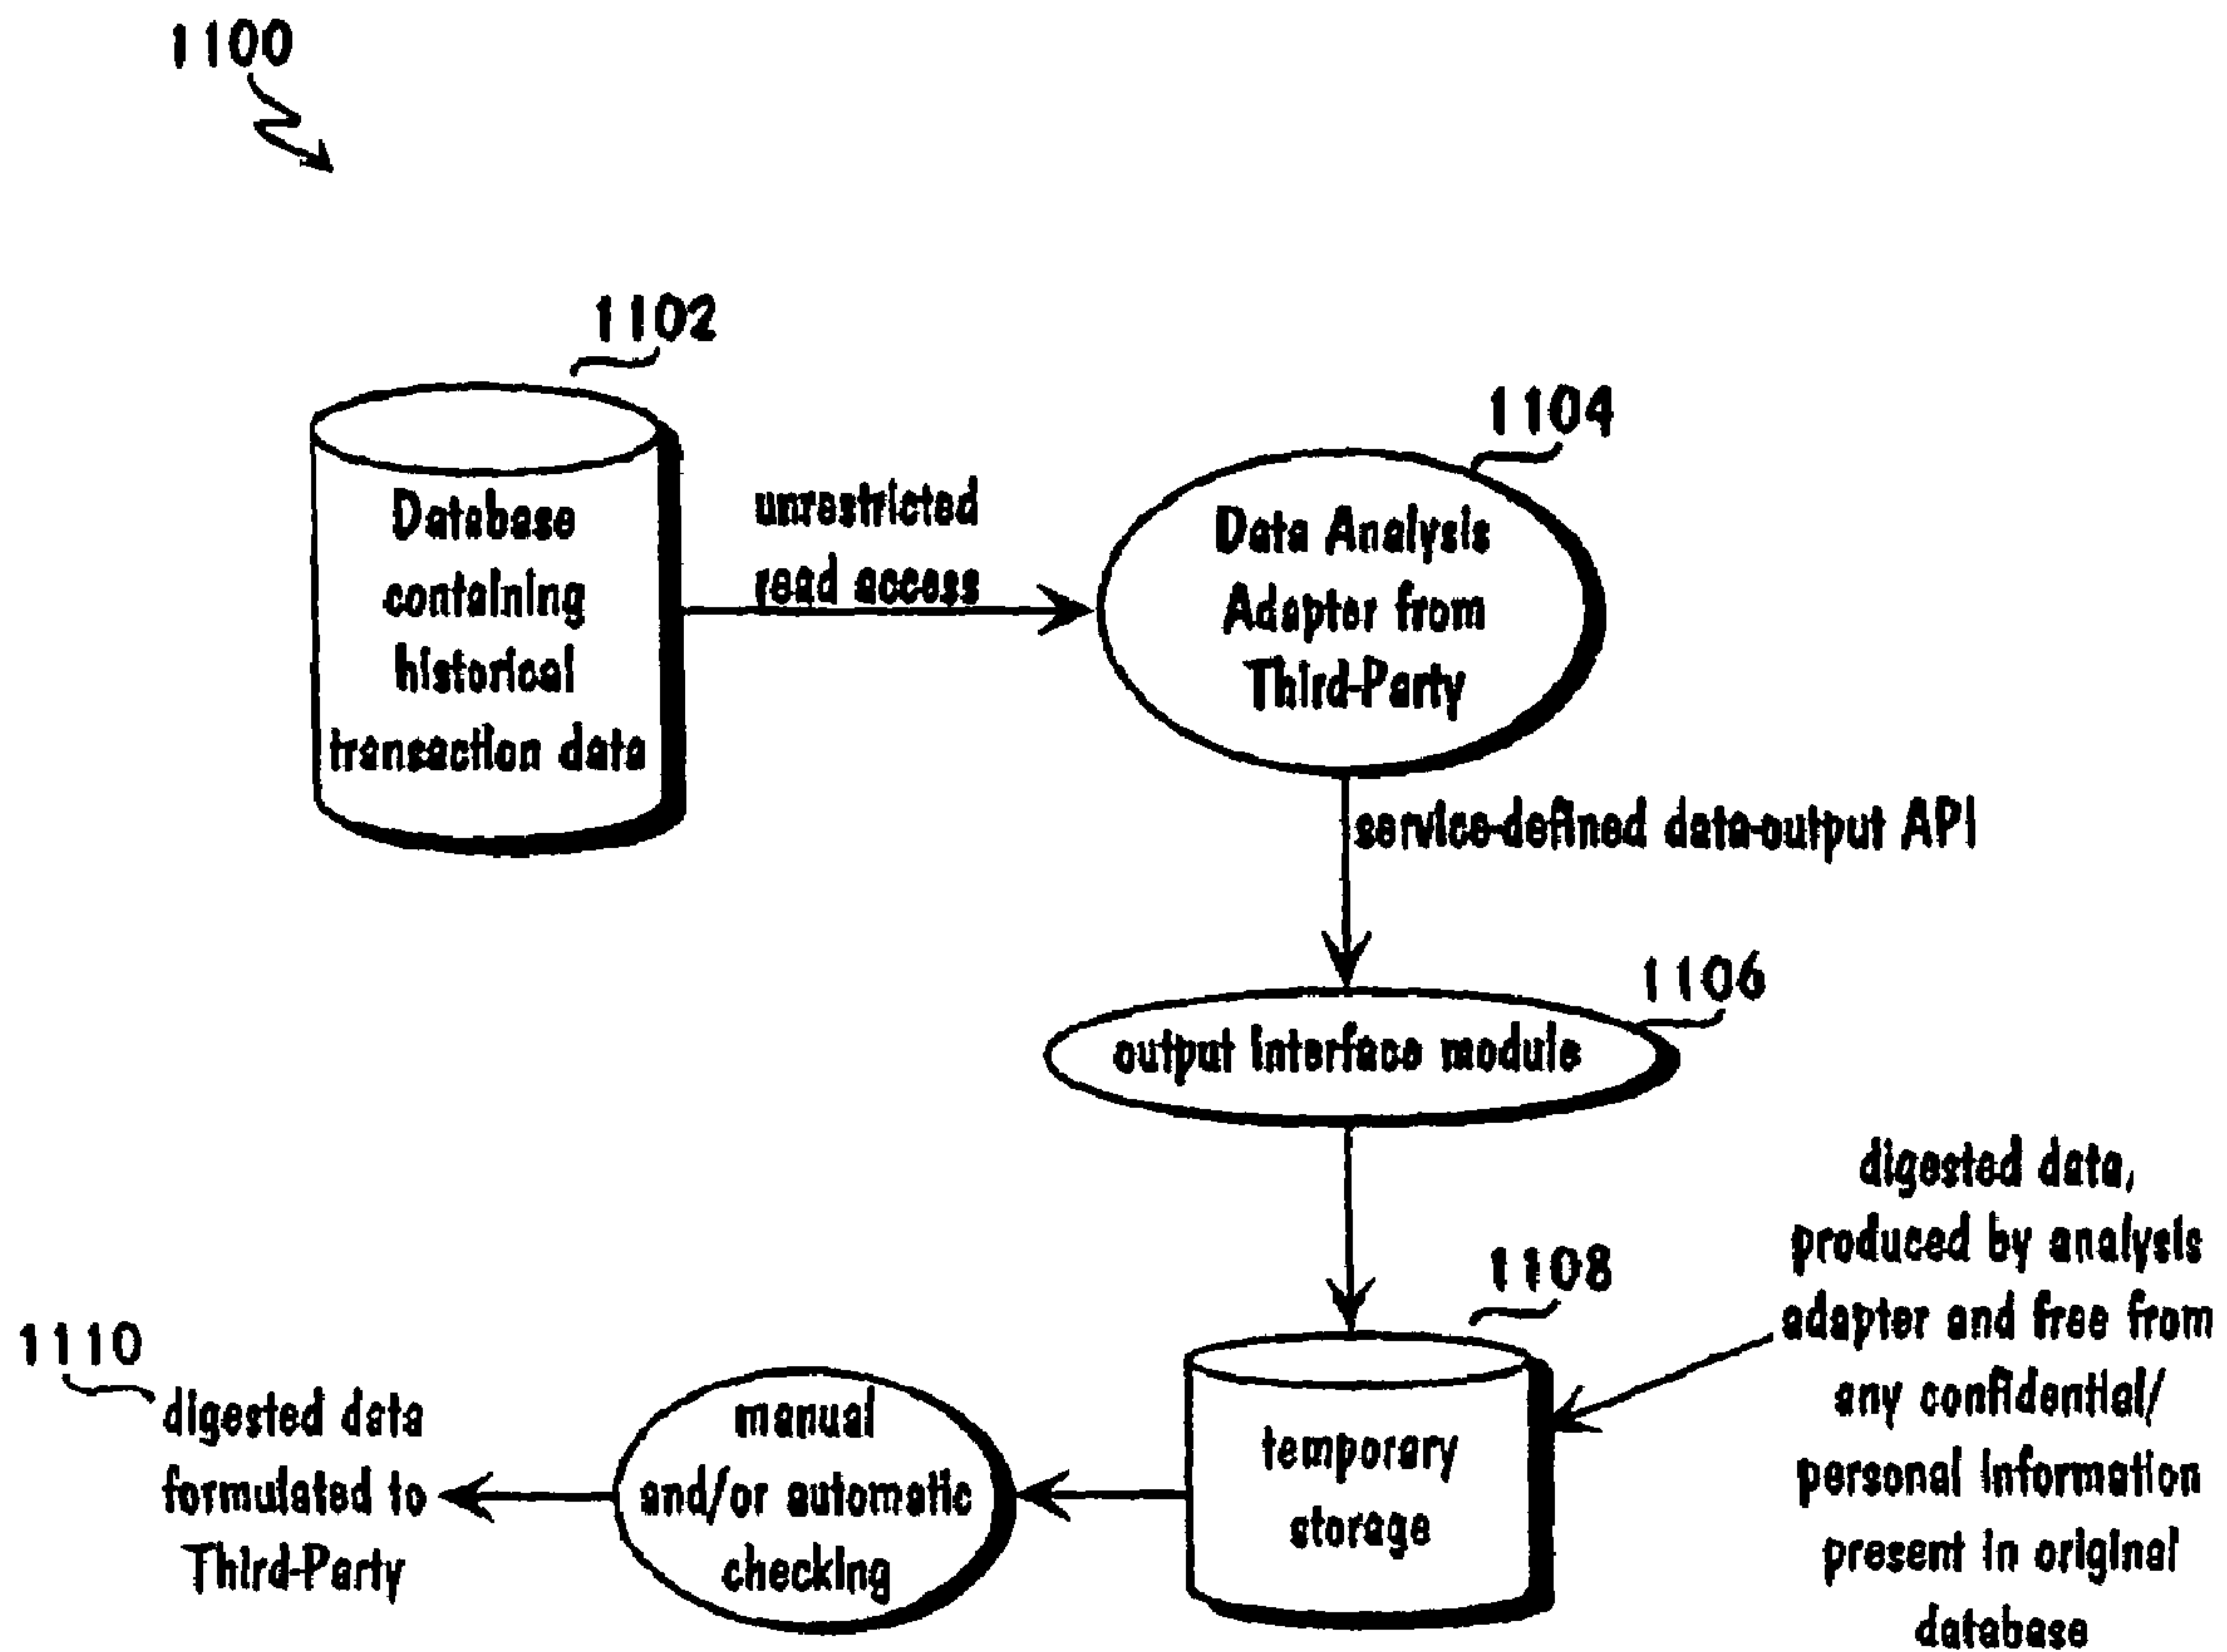 1100
1102
Database
containing
historical
transaction data
unrestricted
read access
1104
Data Analysis
Adapter from
Third-Party
service-defined data-output API
1106
output interface module
1108
temporary
storage
digested data,
produced by analysis
adapter and free from
any confidential/
personal information
present in original
database
manual
and/or automatic
checking
1110
digested data
formulated to
Third-Party